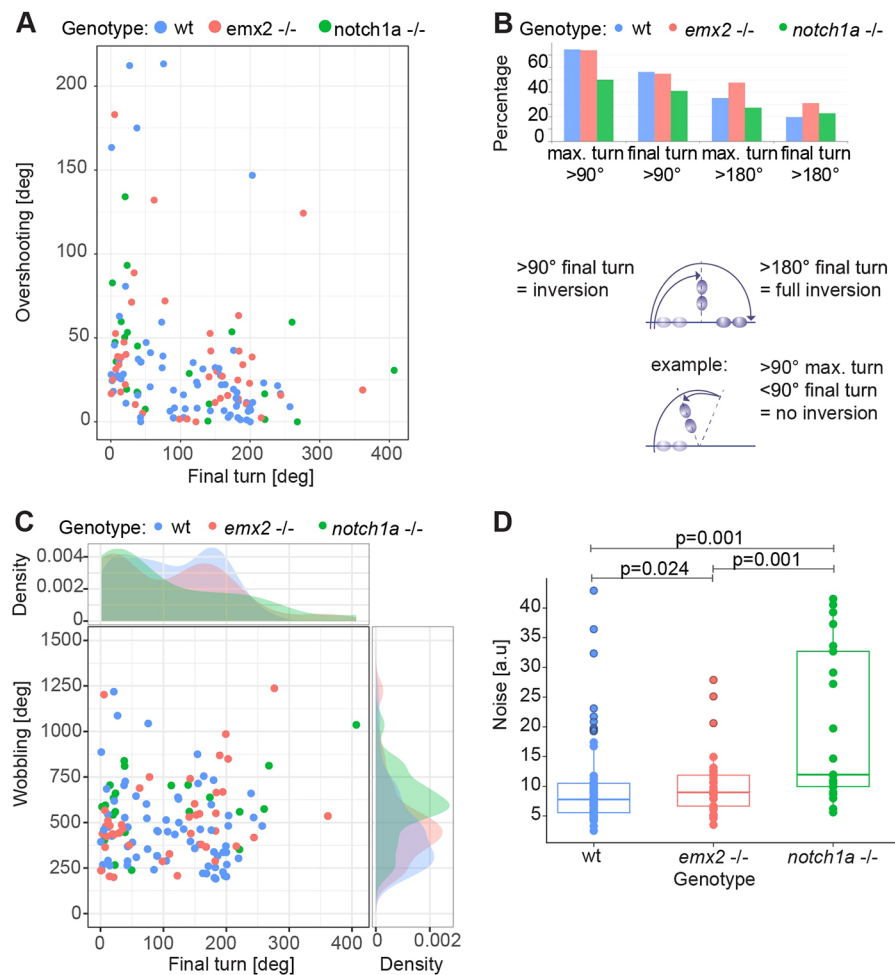 A
Genotype: wt emx2 -/- notch1a -/-
Overshooting [deg]
200
150
100
50
0
0 100 200 300 400
Final turn [deg]
B
Genotype: wt emx2 -/- notch1a -/-
Percentage
60
40
20
0
max. turn final turn max. turn final turn
>90° >90° >180° >180°
>90° final turn
= inversion
>180° final turn
= full inversion
example:
>90° max. turn
<90° final turn
= no inversion
C
Genotype: wt emx2 -/- notch1a -/-
Density
0.004
0.002
0
Wobbling [deg]
1500
1250
1000
750
500
250
0
0 100 200 300 400
Final turn [deg]
0 0.002
Density
D
p=0.001
p=0.024
p=0.001
Noise [a.u]
40
35
30
25
20
15
10
5
wt emx2 -/- notch1a -/-
Genotype